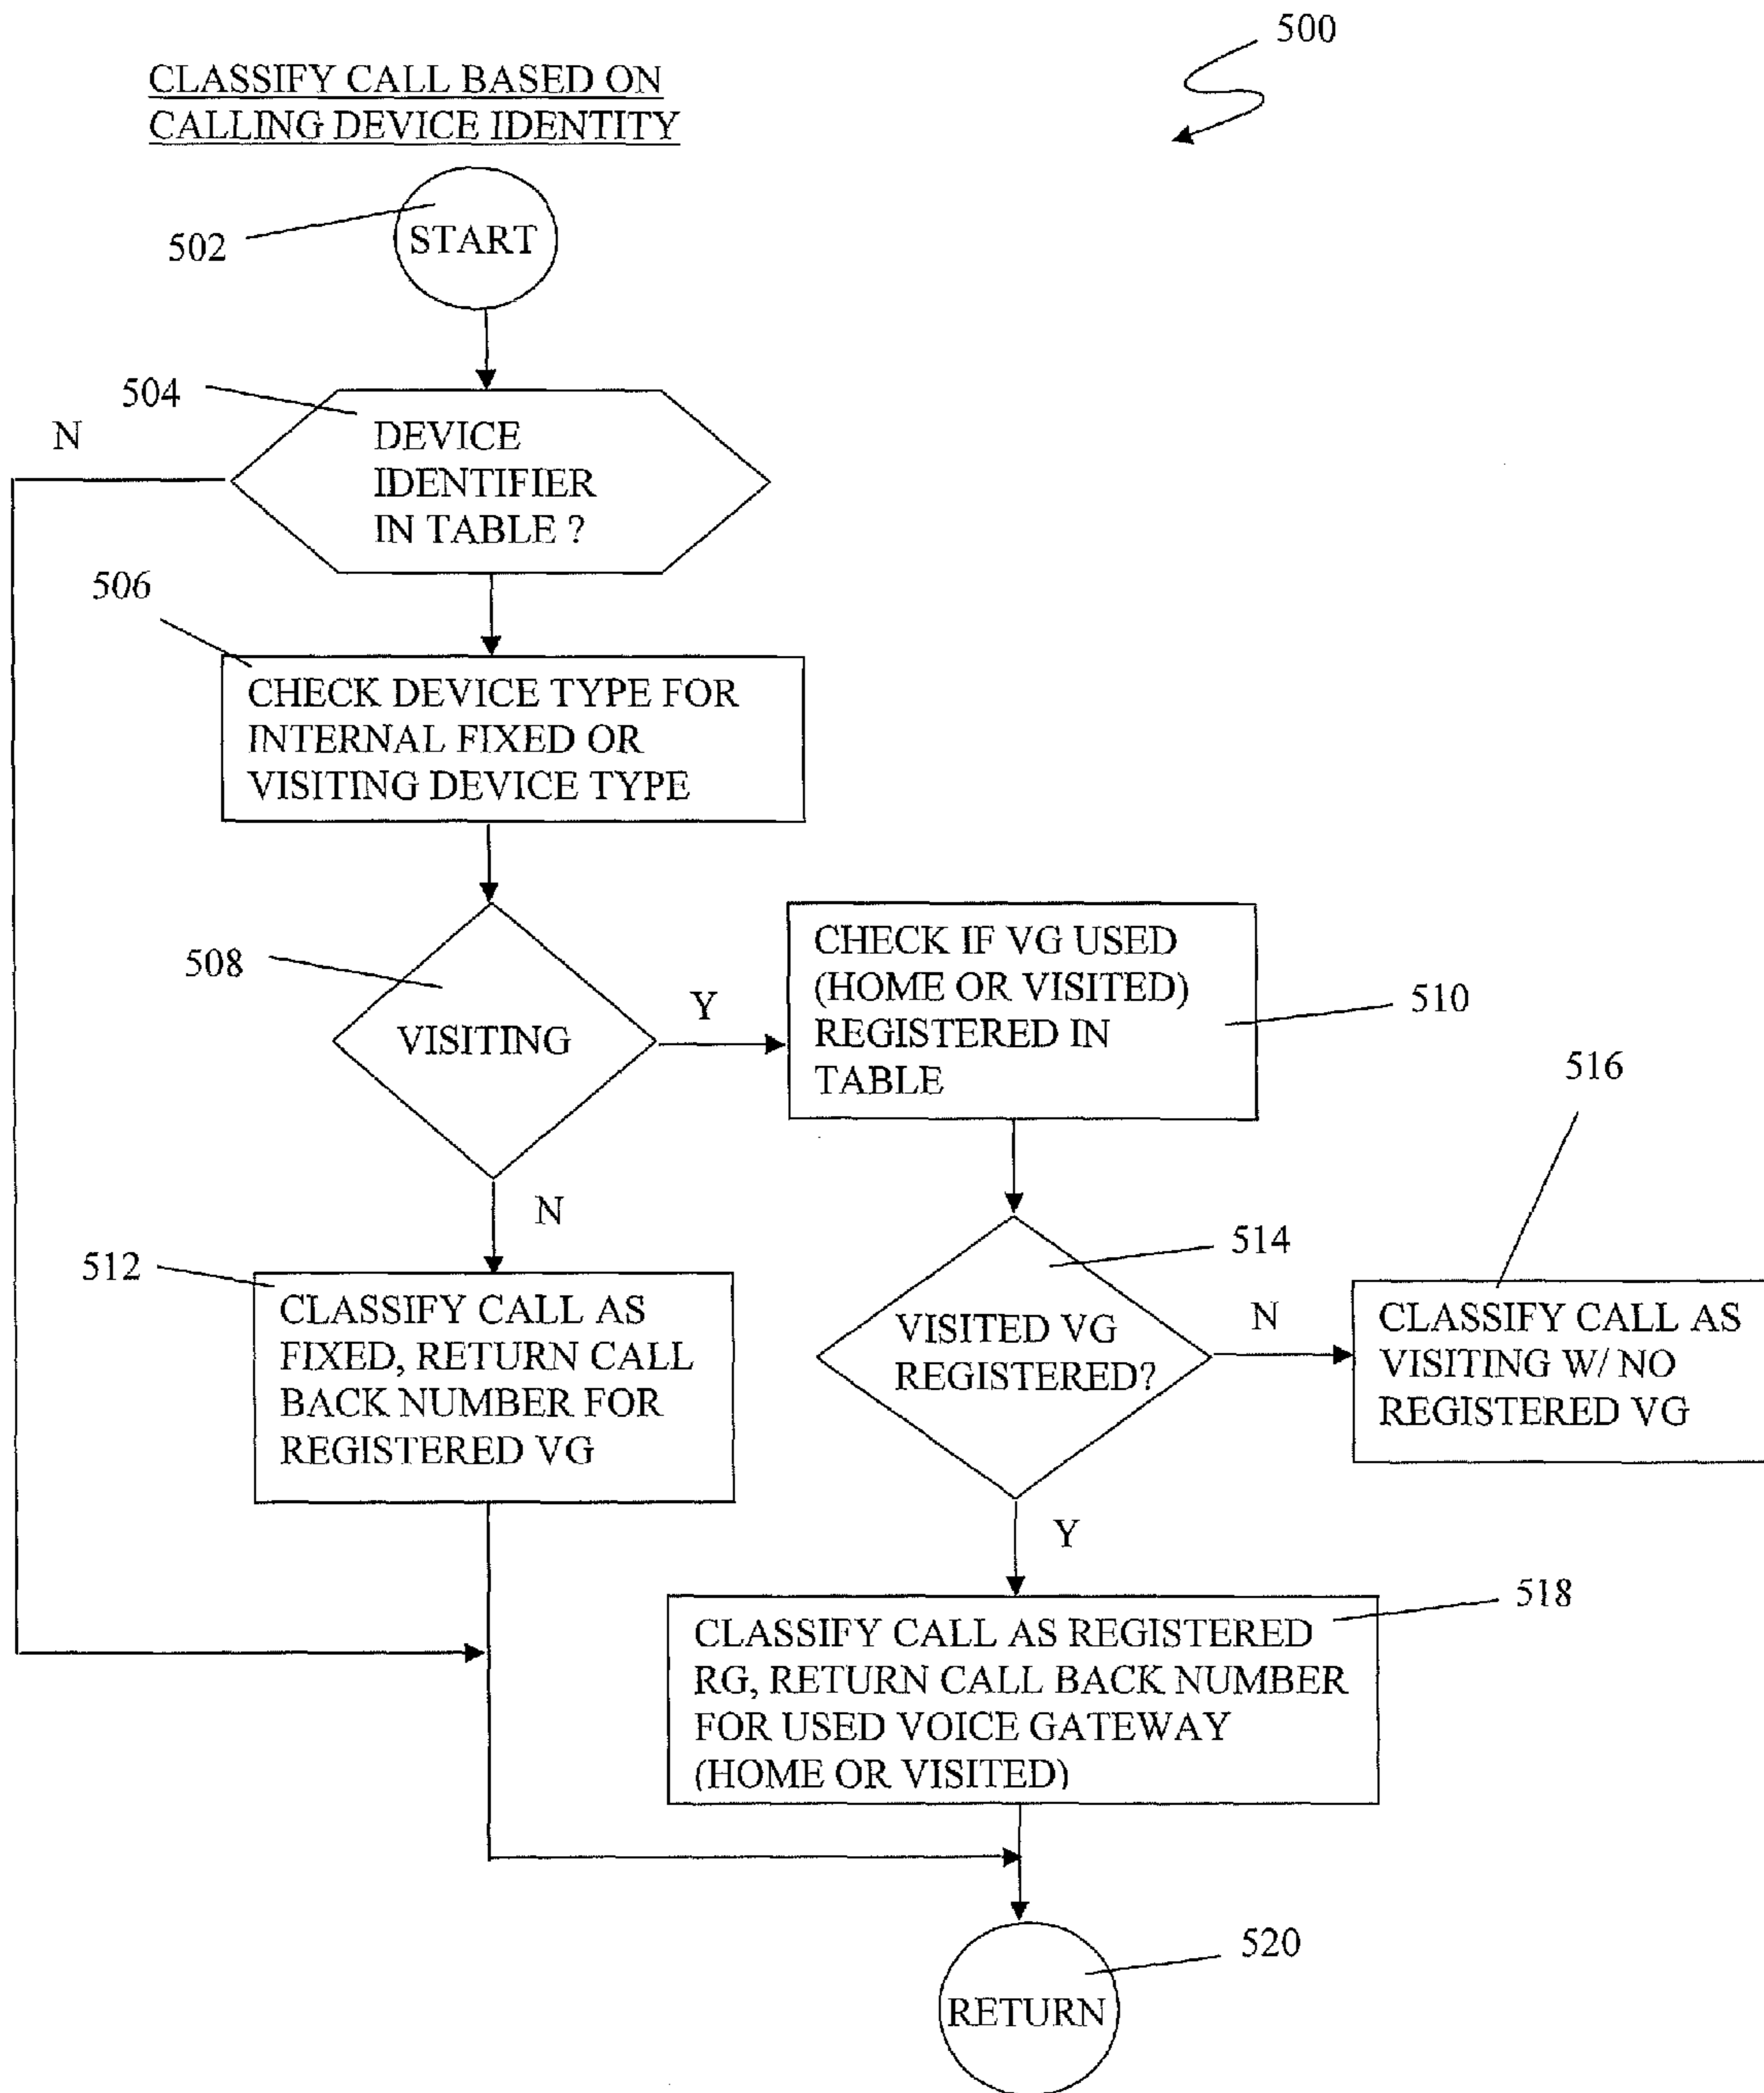 500
CLASSIFY CALL BASED ON
CALLING DEVICE IDENTITY
502
START
504
N
DEVICE
IDENTIFIER
IN TABLE ?
506
CHECK DEVICE TYPE FOR
INTERNAL FIXED OR
VISITING DEVICE TYPE
508
VISITING
Y
CHECK IF VG USED
(HOME OR VISITED)
REGISTERED IN
TABLE
510
516
N
512
CLASSIFY CALL AS
FIXED, RETURN CALL
BACK NUMBER FOR
REGISTERED VG
514
VISITED VG
REGISTERED?
N
CLASSIFY CALL AS
VISITING W/ NO
REGISTERED VG
Y
518
CLASSIFY CALL AS REGISTERED
RG, RETURN CALL BACK NUMBER
FOR USED VOICE GATEWAY
(HOME OR VISITED)
520
RETURN